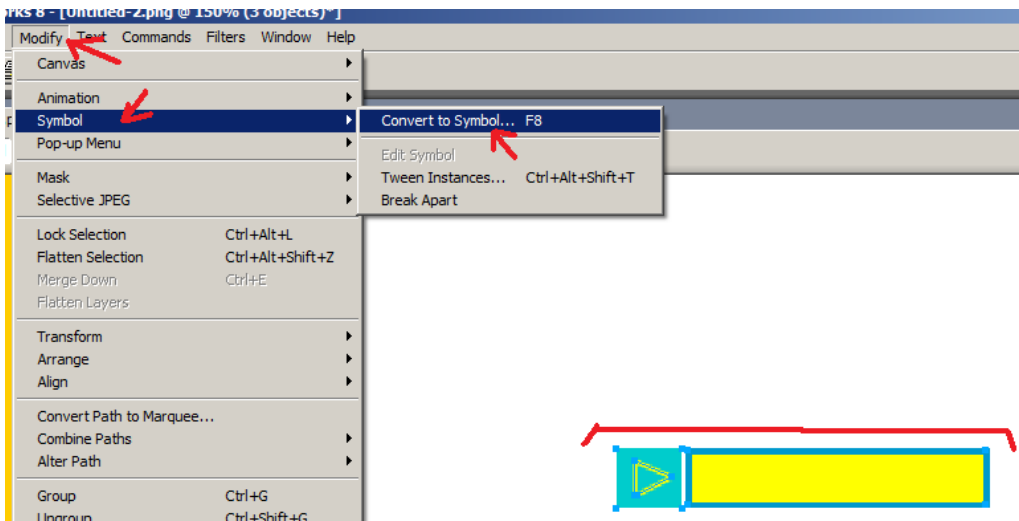 rks 8 - [Untitled-2.png @ 150% (3 objects)*]
Modify Text Commands Filters Window Help
Canvas
Animation
Symbol
Convert to Symbol... F8
Pop-up Menu
Edit Symbol
Mask
Tween Instances... Ctrl+Alt+Shift+T
Selective JPEG
Break Apart
Lock Selection Ctrl+Alt+L
Flatten Selection Ctrl+Alt+Shift+Z
Merge Down Ctrl+E
Flatten Layers
Transform
Arrange
Align
Convert Path to Marquee...
Combine Paths
Alter Path
Group Ctrl+G
Ungroup Ctrl+Shift+G